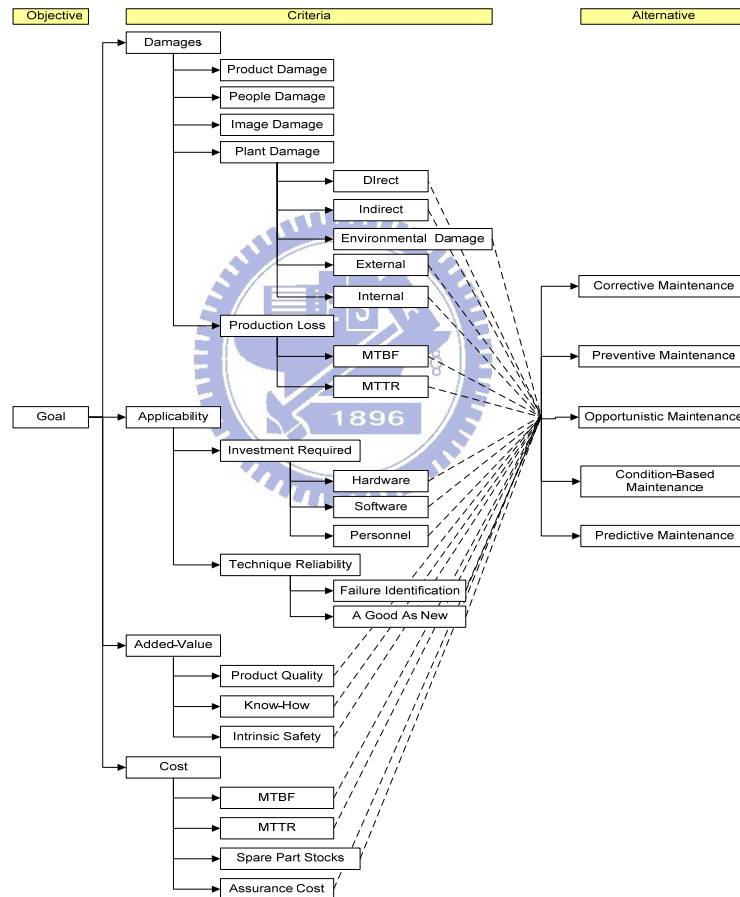 Objective
Criteria
Alternative
Damages
Product Damage
People Damage
Image Damage
Plant Damage
DIrect
Indirect
Environmental Damage
External
Internal
Production Loss
MTBF
MTTR
Goal
Applicability
1896
Investment Required
Hardware
Software
Personnel
Technique Reliability
Failure Identification
A Good As New
Added-Value
Product Quality
Know-How
Intrinsic Safety
Cost
MTBF
MTTR
Spare Part Stocks
Assurance Cost
Corrective Maintenance
Preventive Maintenance
Opportunistic Maintenance
Condition-Based
Maintenance
Predictive Maintenance